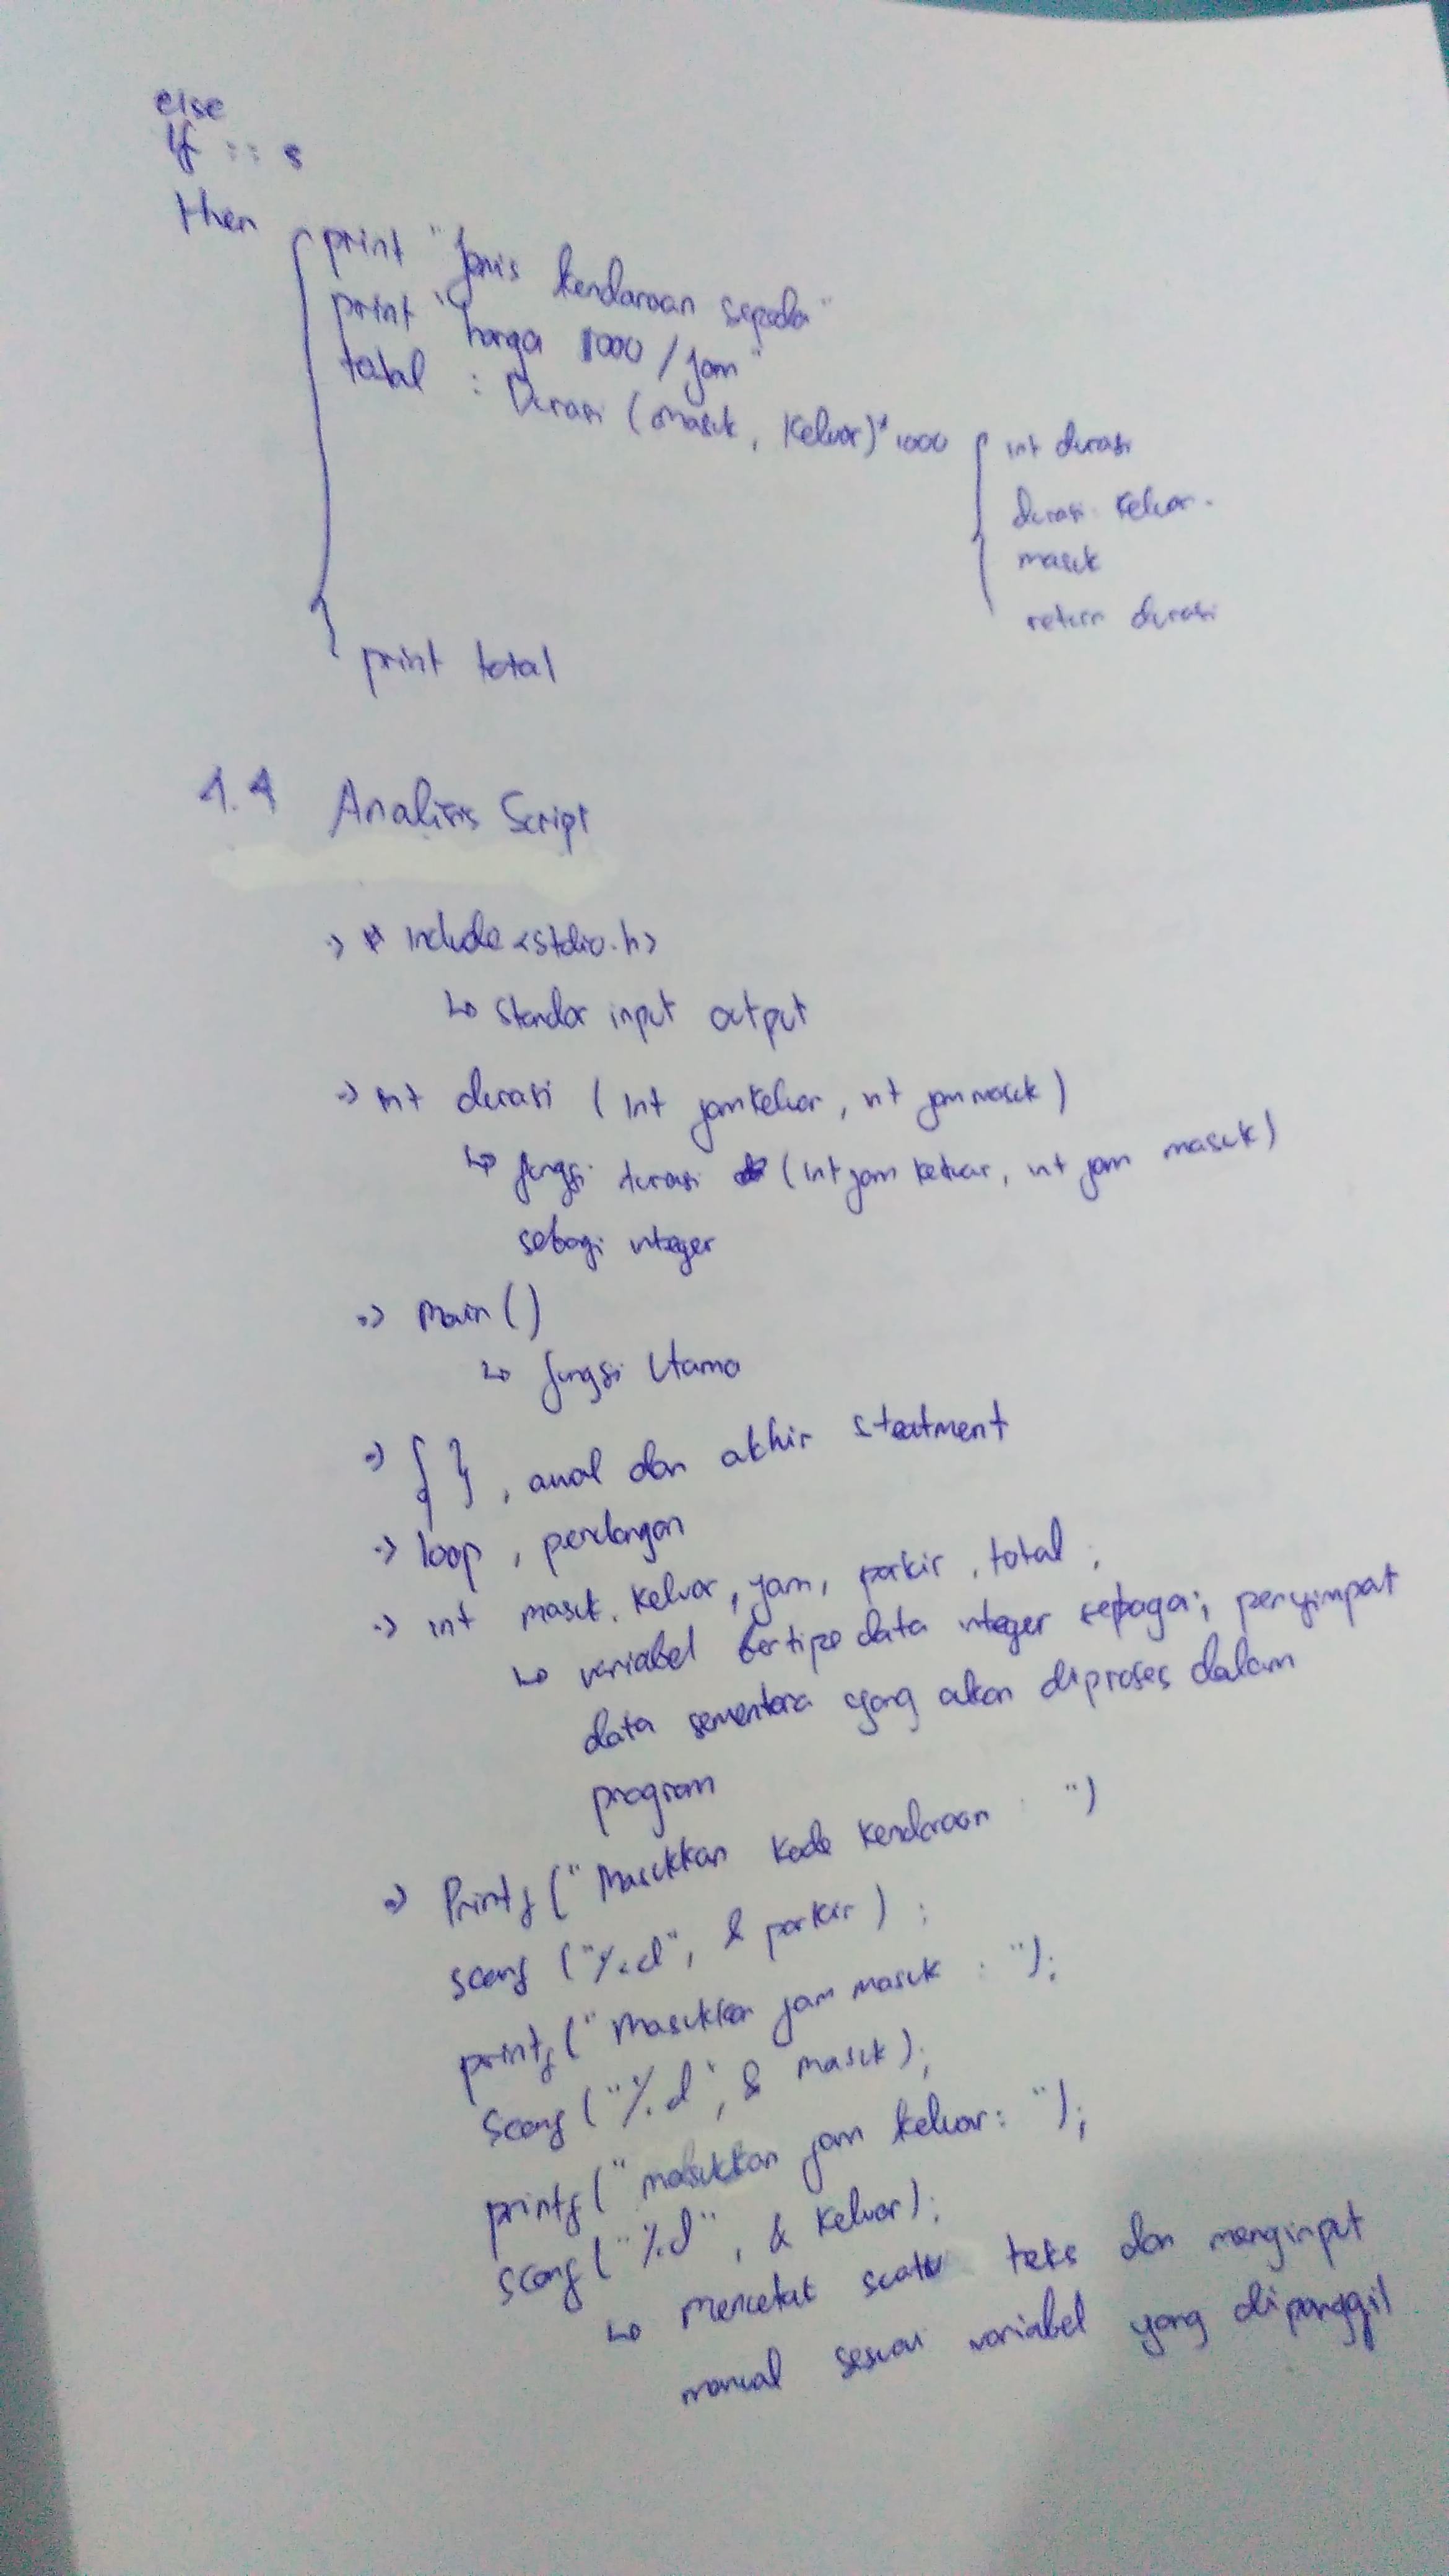 else
If :: s
then
print "Jenis kendaraan sepeda"
print "harga 1000 / jam"
total : Durasi (masuk, keluar)* 1000
int durasi
durasi : keluar -
masuk
return durasi
print total
1.4 Analisis Script
=> # include <stdio.h>
↳ standar input output
=> int durasi ( int jamkeluar, int jammasuk )
↳ fungsi durasi (int jam keluar, int jam masuk)
sebagi integer
=> main ( )
↳ fungsi utama
=> { } , awal dan akhir steatment
=> loop , perulangan
=> int masuk, keluar, jam, parkir, total ;
↳ variabel bertipe data integer sebagai penyimpat
data sementara yang akan diproses dalam
program
=> Printf ( " Masukkan kode kendaraan : " )
scanf ( "%d", & parkir ) ;
printf ( " Masukkan jam masuk : " );
Scanf ( "%d", & masuk );
printf ( " masukkan jam keluar : " );
scanf ( "%d" , & keluar );
↳ mencetak suatu teks dan menginput
manual sesuai variabel yang dipanggil